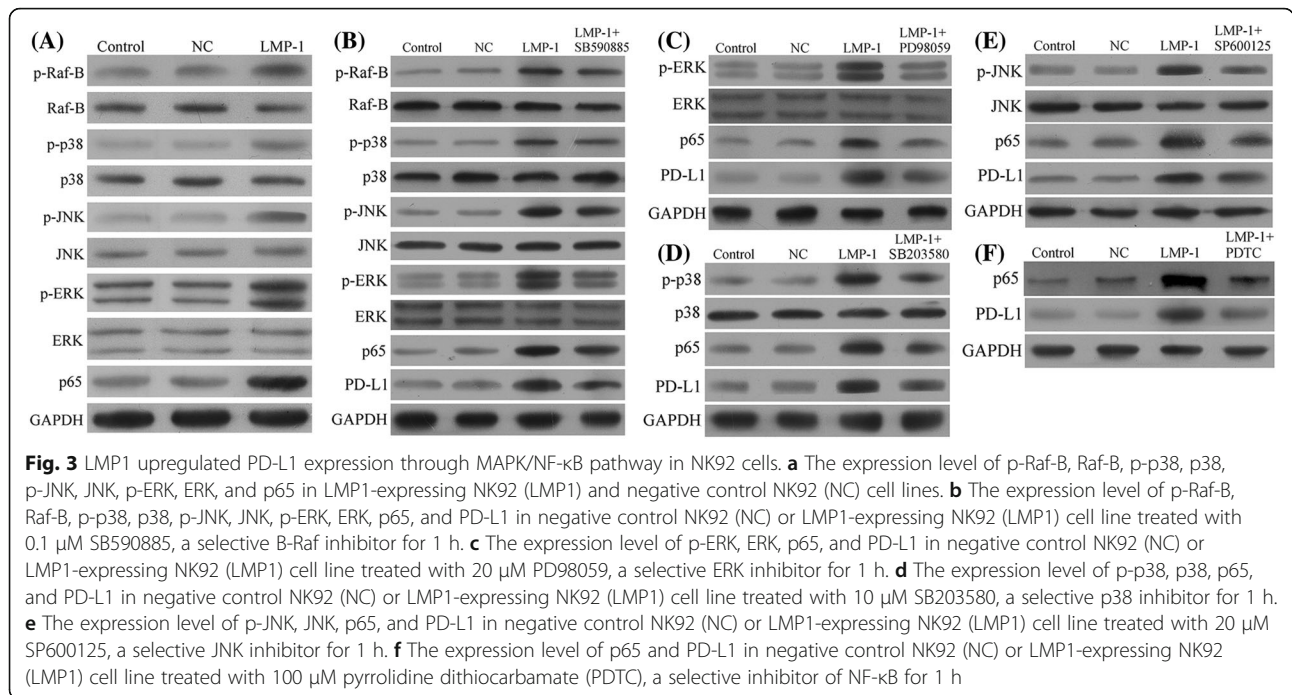 (A)
Control NC LMP-1
p-Raf-B
Raf-B
p-p38
p38
p-JNK
JNK
p-ERK
ERK
p65
GAPDH
(B)
Control NC LMP-1 LMP-1+
SB590885
p-Raf-B
Raf-B
p-p38
p38
p-JNK
JNK
p-ERK
ERK
p65
PD-L1
GAPDH
(C)
Control NC LMP-1 LMP-1+
PD98059
p-ERK
ERK
p65
PD-L1
GAPDH
(D)
Control NC LMP-1 LMP-1+
SB203580
p-p38
p38
p65
PD-L1
GAPDH
(E)
Control NC LMP-1 LMP-1+
SP600125
p-JNK
JNK
p65
PD-L1
GAPDH
(F)
Control NC LMP-1 LMP-1+
PDTC
p65
PD-L1
GAPDH
Fig. 3 LMP1 upregulated PD-L1 expression through MAPK/NF-κB pathway in NK92 cells. a The expression level of p-Raf-B, Raf-B, p-p38, p38,
p-JNK, JNK, p-ERK, ERK, and p65 in LMP1-expressing NK92 (LMP1) and negative control NK92 (NC) cell lines. b The expression level of p-Raf-B,
Raf-B, p-p38, p38, p-JNK, JNK, p-ERK, ERK, p65, and PD-L1 in negative control NK92 (NC) or LMP1-expressing NK92 (LMP1) cell line treated with
0.1 μM SB590885, a selective B-Raf inhibitor for 1 h. c The expression level of p-ERK, ERK, p65, and PD-L1 in negative control NK92 (NC) or
LMP1-expressing NK92 (LMP1) cell line treated with 20 μM PD98059, a selective ERK inhibitor for 1 h. d The expression level of p-p38, p38, p65,
and PD-L1 in negative control NK92 (NC) or LMP1-expressing NK92 (LMP1) cell line treated with 10 μM SB203580, a selective p38 inhibitor for 1 h.
e The expression level of p-JNK, JNK, p65, and PD-L1 in negative control NK92 (NC) or LMP1-expressing NK92 (LMP1) cell line treated with 20 μM
SP600125, a selective JNK inhibitor for 1 h. f The expression level of p65 and PD-L1 in negative control NK92 (NC) or LMP1-expressing NK92
(LMP1) cell line treated with 100 μM pyrrolidine dithiocarbamate (PDTC), a selective inhibitor of NF-κB for 1 h